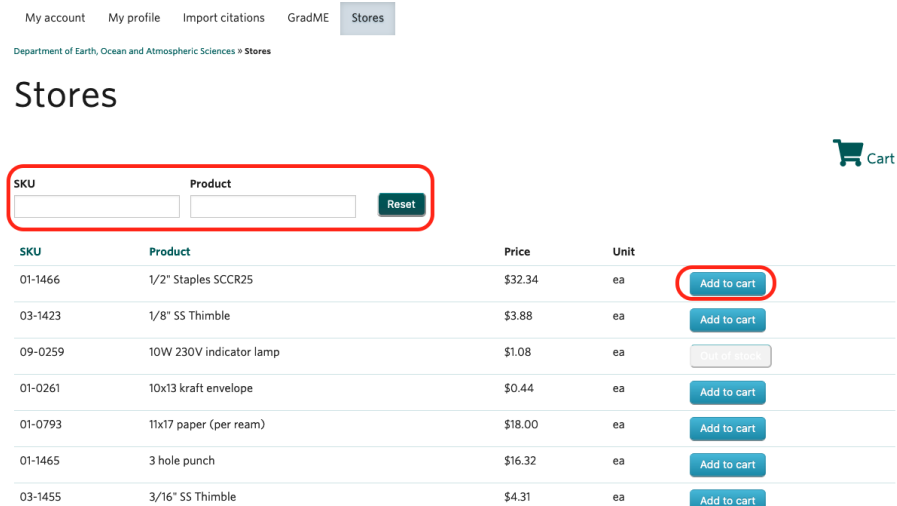 My account My profile Import citations GradME Stores
Department of Earth, Ocean and Atmospheric Sciences » Stores
Stores
Cart
SKU Product
Reset
SKU Product Price Unit
01-1466 1/2" Staples SCCR25 $32.34 ea Add to cart
03-1423 1/8" SS Thimble $3.88 ea Add to cart
09-0259 10W 230V indicator lamp $1.08 ea Out of stock
01-0261 10x13 kraft envelope $0.44 ea Add to cart
01-0793 11x17 paper (per ream) $18.00 ea Add to cart
01-1465 3 hole punch $16.32 ea Add to cart
03-1455 3/16" SS Thimble $4.31 ea Add to cart